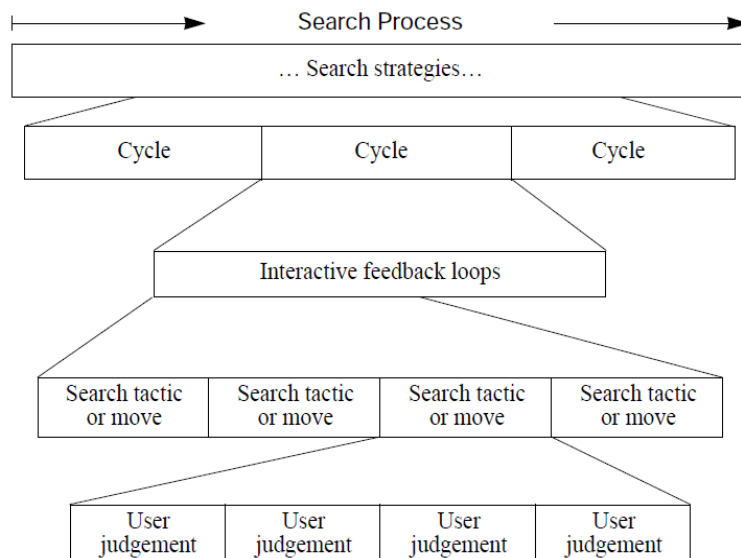 Search Process
… Search strategies…
Cycle Cycle Cycle
Interactive feedback loops
Search tactic Search tactic Search tactic Search tactic
or move or move or move or move
User User User User
judgement judgement judgement judgement